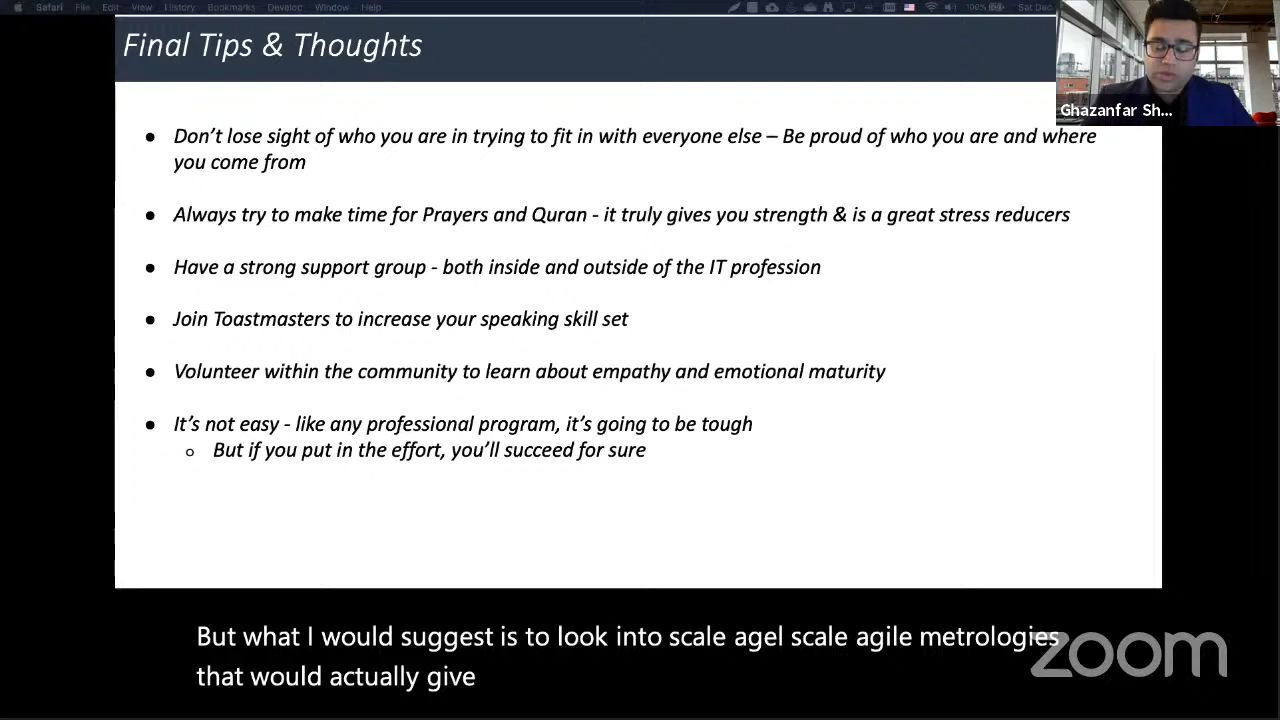 Safari File Edit View History Bookmarks Develop Window Help 100% Sat Dec
Final Tips & Thoughts
Ghazanfar Sh...
● Don't lose sight of who you are in trying to fit in with everyone else – Be proud of who you are and where
you come from
● Always try to make time for Prayers and Quran - it truly gives you strength & is a great stress reducers
● Have a strong support group - both inside and outside of the IT profession
● Join Toastmasters to increase your speaking skill set
● Volunteer within the community to learn about empathy and emotional maturity
● It's not easy - like any professional program, it's going to be tough
○ But if you put in the effort, you'll succeed for sure
But what I would suggest is to look into scale agel scale agile metrologies
that would actually give
zoom